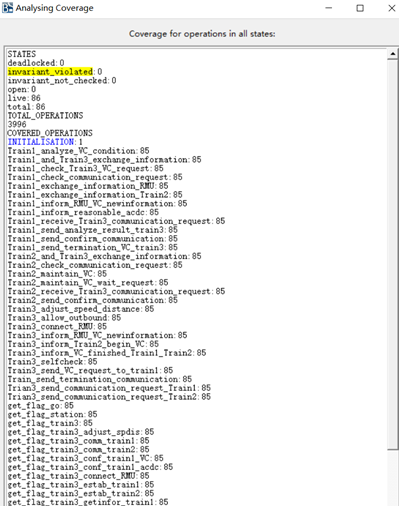 Analysing Coverage
Coverage for operations in all states:
STATES
deadlocked:0
invariant_violated:0
invariant_not_checked:0
open:0
live:86
total:86
TOTAL_OPERATIONS
3996
COVERED_OPERATIONS
INITIALISATION:1
Train1_analyze_VC_condition:85
Train1_and_Train3_exchange_information:85
Train1_check_Train3_VC_request:85
Train1_check_communication_request:85
Train1_exchange_information_RMU:85
Train1_exchange_information_Train2:85
Train1_inform_RMU_VC_newinformation:85
Train1_inform_reasonable_acdc:85
Train1_receive_Train3_communication_request:85
Train1_send_analyze_result_train3:85
Train1_send_confirm_communication:85
Train1_send_termination_VC_train3:85
Train2_and_Train3_exchange_information:85
Train2_check_communication_request:85
Train2_maintain_VC:85
Train2_maintain_VC_wait_request:85
Train2_receive_Train3_communication_request:85
Train2_send_confirm_communication:85
Train3_adjust_speed_distance:85
Train3_allow_outbound:85
Train3_connect_RMU:85
Train3_inform_RMU_VC_newinformation:85
Train3_inform_Train2_begin_VC:85
Train3_inform_VC_finished_Train1_Train2:85
Train3_selfcheck:85
Train3_send_VC_request_to_train1:85
Train_send_termination_communication:85
Trian3_send_communication_request_Train1:85
Trian3_send_communication_request_Train2:85
get_flag_go:85
get_flag_station:85
get_flag_train3:85
get_flag_train3_adjust_spdis:85
get_flag_train3_comm_train1:85
get_flag_train3_comm_train2:85
get_flag_train3_conf_train1_VC:85
get_flag_train3_conf_train1_acdc:85
get_flag_train3_connect_RMU:85
get_flag_train3_estab_train1:85
get_flag_train3_estab_train2:85
get_flag_train3_getinfor_train1:85